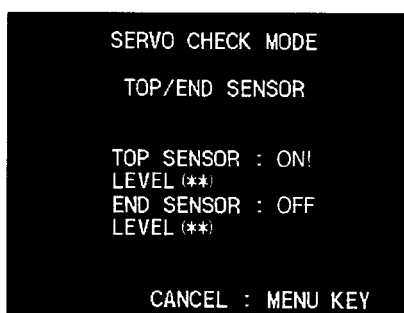 SERVO CHECK MODE
TOP/END SENSOR
TOP SENSOR : ON!
LEVEL (**)
END SENSOR : OFF
LEVEL (**)
CANCEL : MENU KEY